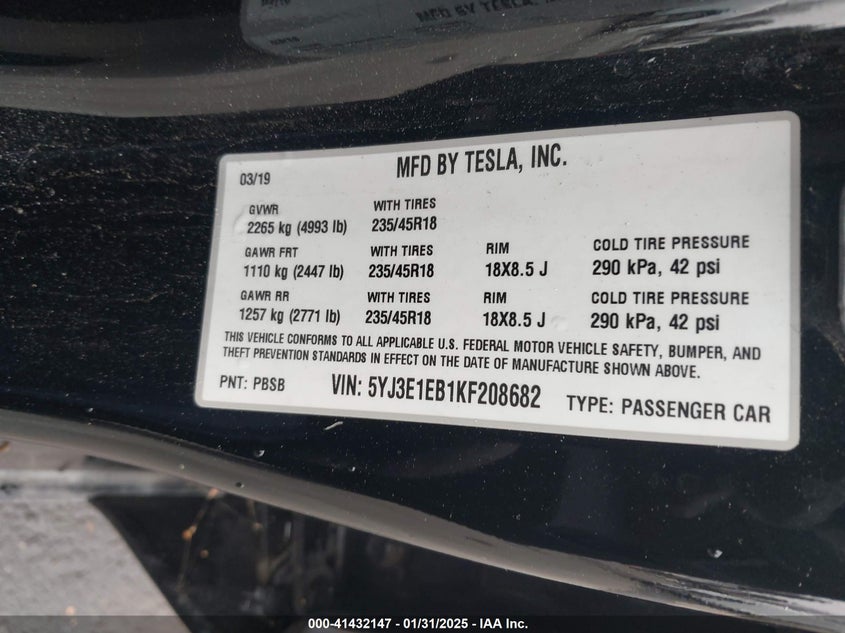 MFD BY TESLA, INC.
03/19
GVWR WITH TIRES
2265 kg (4993 lb) 235/45R18
GAWR FRT WITH TIRES RIM COLD TIRE PRESSURE
1110 kg (2447 lb) 235/45R18 18X8.5 J 290 kPa, 42 psi
GAWR RR WITH TIRES RIM COLD TIRE PRESSURE
1257 kg (2771 lb) 235/45R18 18X8.5 J 290 kPa, 42 psi
THIS VEHICLE CONFORMS TO ALL APPLICABLE U.S. FEDERAL MOTOR VEHICLE SAFETY, BUMPER, AND
THEFT PREVENTION STANDARDS IN EFFECT ON THE DATE OF MANUFACTURE SHOWN ABOVE.
PNT: PBSB VIN: 5YJ3E1EB1KF208682 TYPE: PASSENGER CAR
000-41432147 - 01/31/2025 - IAA Inc.